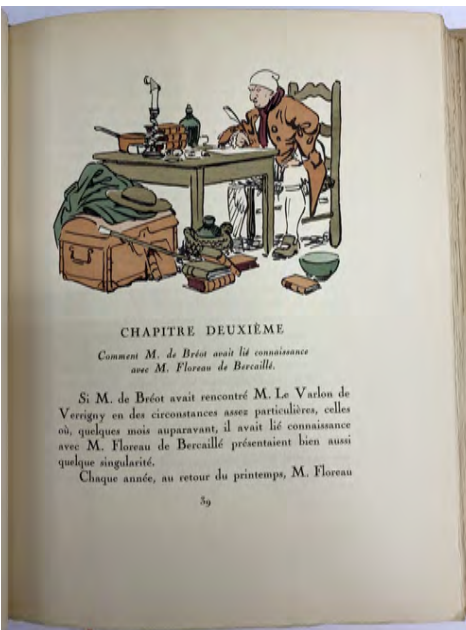 CHAPITRE DEUXIÈME
Comment M. de Bréot avait lié connaissance
avec M. Floreau de Bercaillé.
Si M. de Bréot avait rencontré M. Le Varlon de
Verrigny en des circonstances assez particulières, celles
où, quelques mois auparavant, il avait lié connaissance
avec M. Floreau de Bercaillé présentaient bien aussi
quelque singularité.
Chaque année, au retour du printemps, M. Floreau
39